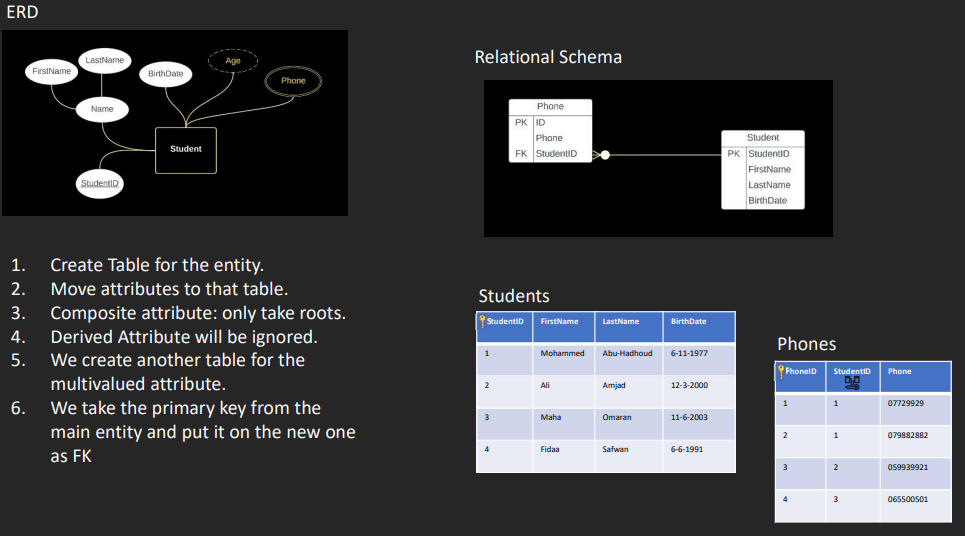 ERD
FirstName
LastName
BirthDate
Age
Phone
Name
Student
StudentID
Relational Schema
Phone
PK ID
Phone
FK StudentID
Student
PK StudentID
FirstName
LastName
BirthDate
1. Create Table for the entity.
2. Move attributes to that table.
3. Composite attribute: only take roots.
4. Derived Attribute will be ignored.
5. We create another table for the
multivalued attribute.
6. We take the primary key from the
main entity and put it on the new one
as FK
Students
StudentID FirstName LastName BirthDate
1 Mohammed Abu-Hadhoud 6-11-1977
2 Ali Amjad 12-3-2000
3 Maha Omaran 11-6-2003
4 Fidaa Safwan 6-6-1991
Phones
PhoneID StudentID Phone
1 1 07729929
2 1 079882882
3 2 059939921
4 3 065500501